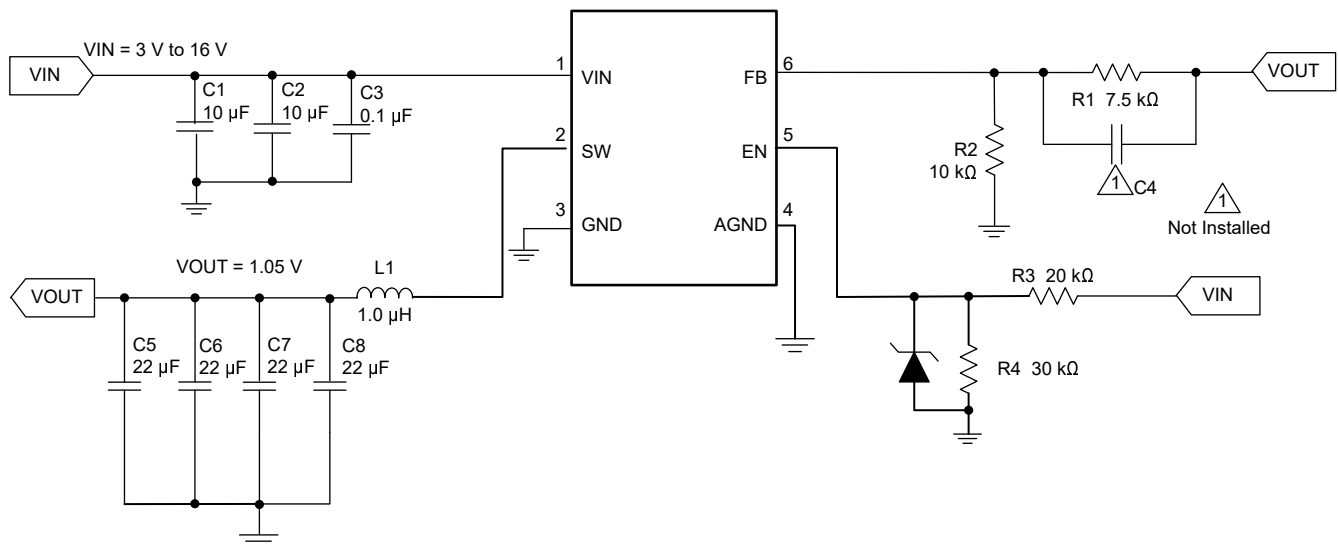 VIN = 3 V to 16 V
VIN
C1
10 µF
C2
10 µF
C3
0.1 µF
1
VIN
2
SW
3
GND
6
FB
5
EN
4
AGND
R2
10 kΩ
R1 7.5 kΩ
VOUT
1
C4
1
Not Installed
VOUT = 1.05 V
L1
1.0 µH
VOUT
C5
22 µF
C6
22 µF
C7
22 µF
C8
22 µF
R3 20 kΩ
VIN
R4 30 kΩ